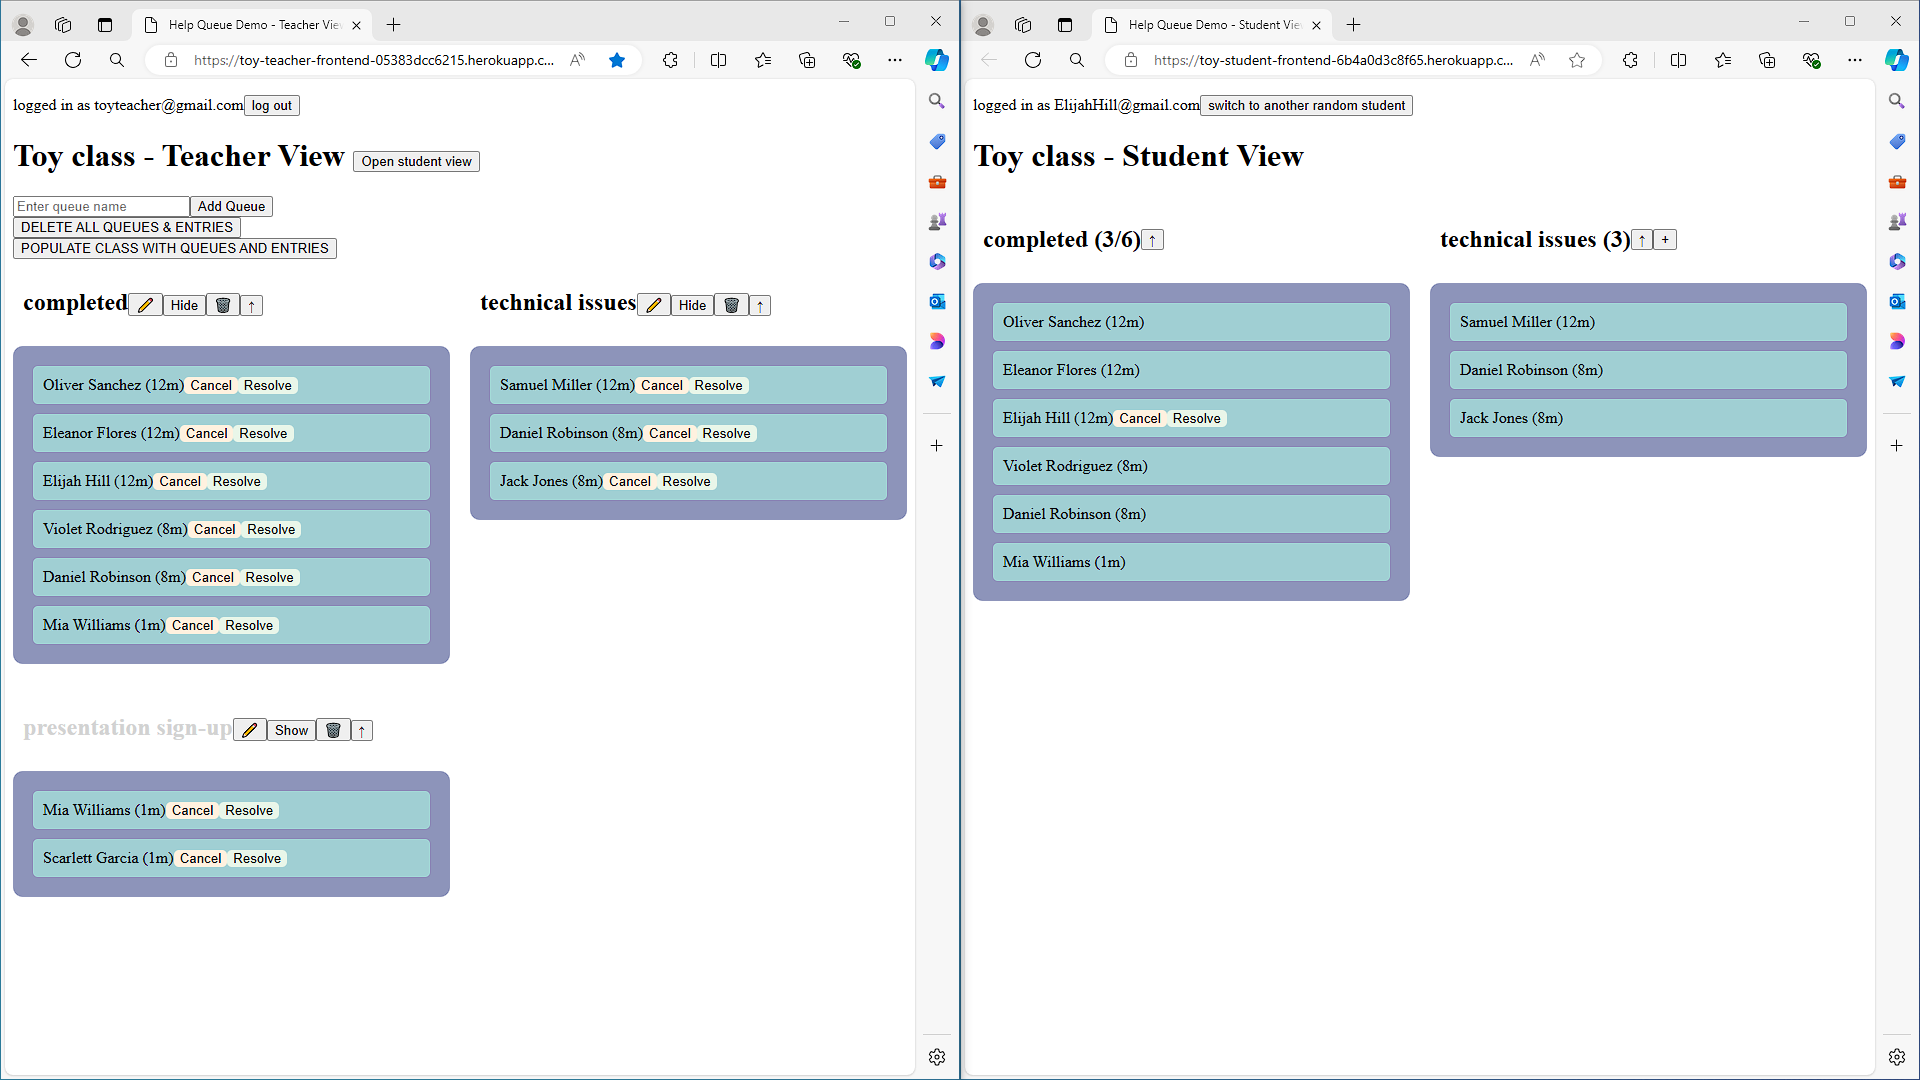 Help Queue Demo - Teacher Vie
https://toy-teacher-frontend-05383dcc6215.herokuapp.c...
logged in as toyteacher@gmail.com log out
Toy class - Teacher View Open student view
Enter queue name Add Queue
DELETE ALL QUEUES & ENTRIES
POPULATE CLASS WITH QUEUES AND ENTRIES
completed Hide ↑
Oliver Sanchez (12m) Cancel Resolve
Eleanor Flores (12m) Cancel Resolve
Elijah Hill (12m) Cancel Resolve
Violet Rodriguez (8m) Cancel Resolve
Daniel Robinson (8m) Cancel Resolve
Mia Williams (1m) Cancel Resolve
technical issues Hide ↑
Samuel Miller (12m) Cancel Resolve
Daniel Robinson (8m) Cancel Resolve
Jack Jones (8m) Cancel Resolve
presentation sign-up Show ↑
Mia Williams (1m) Cancel Resolve
Scarlett Garcia (1m) Cancel Resolve
Help Queue Demo - Student Vie
https://toy-student-frontend-6b4a0d3c8f65.herokuapp.c...
logged in as ElijahHill@gmail.com switch to another random student
Toy class - Student View
completed (3/6) ↑
Oliver Sanchez (12m)
Eleanor Flores (12m)
Elijah Hill (12m) Cancel Resolve
Violet Rodriguez (8m)
Daniel Robinson (8m)
Mia Williams (1m)
technical issues (3) ↑ +
Samuel Miller (12m)
Daniel Robinson (8m)
Jack Jones (8m)